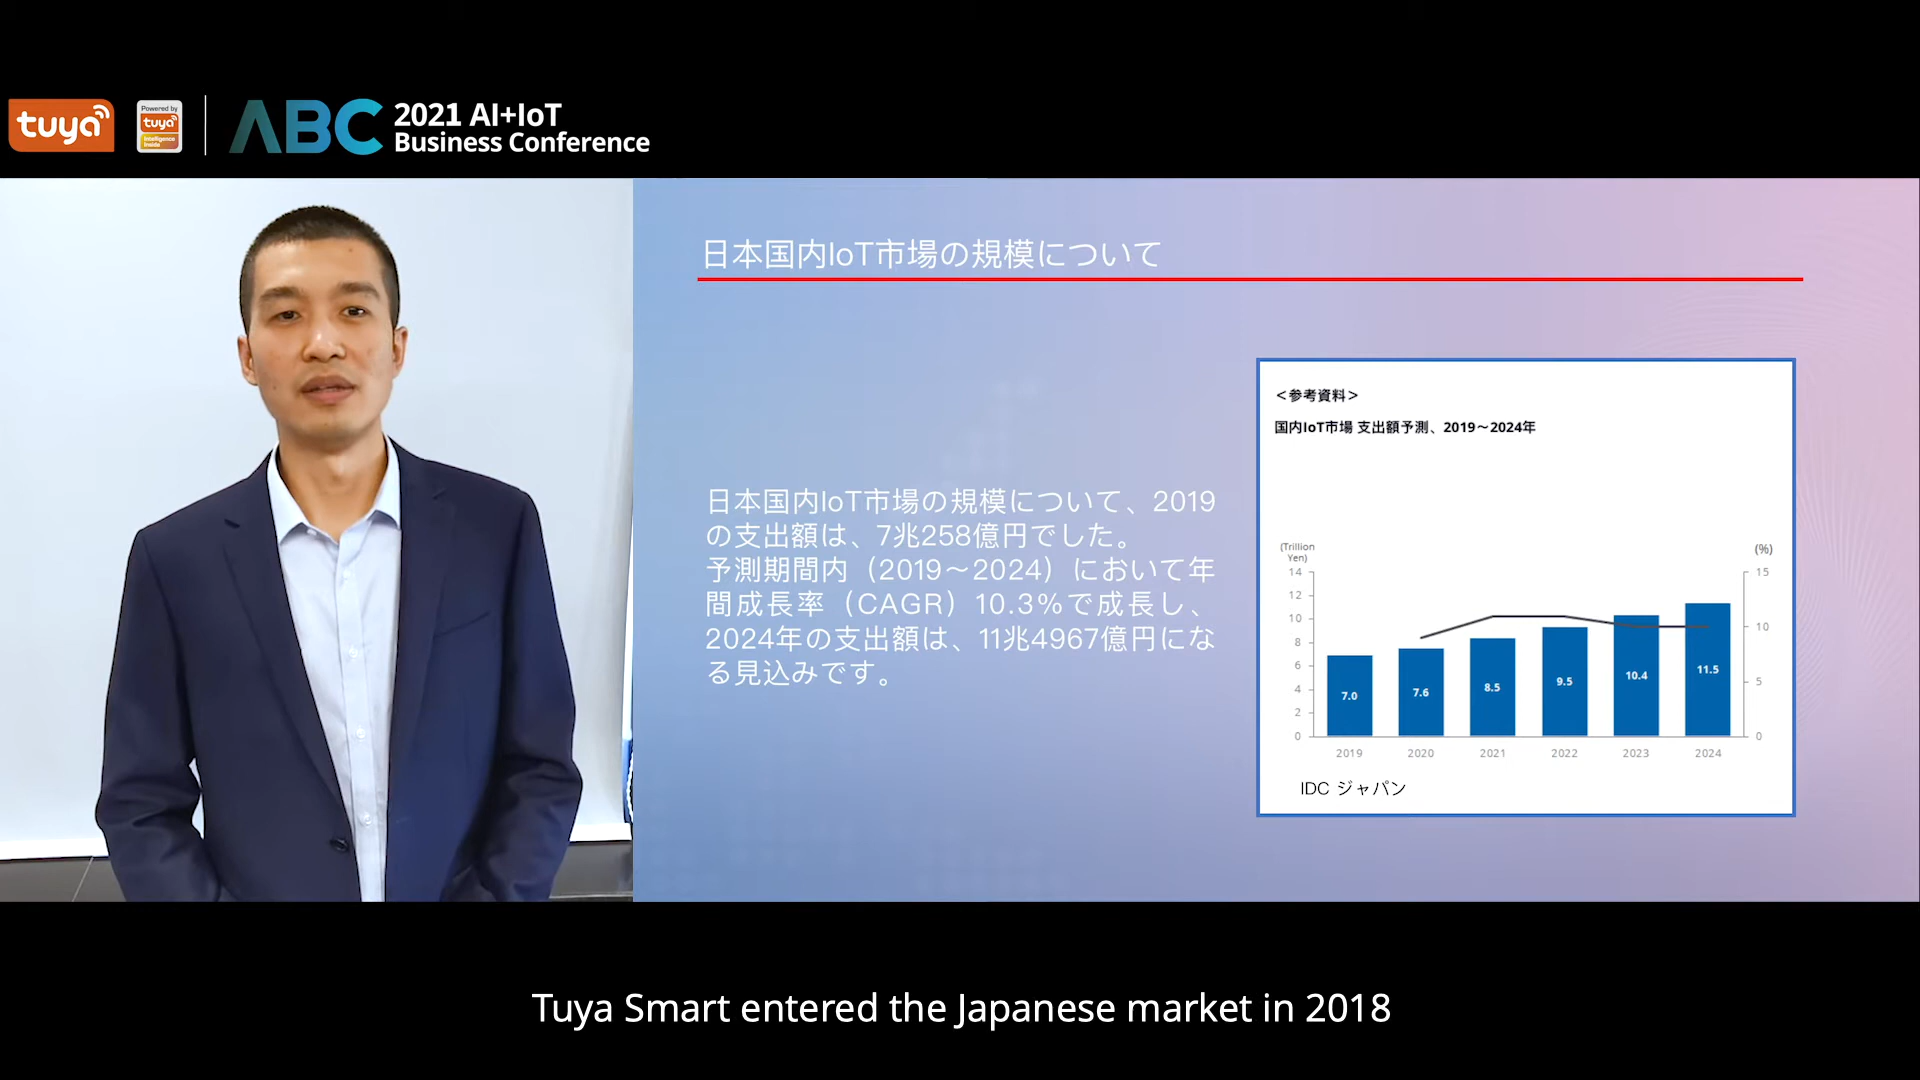 tuya
Powered by
tuya
Intelligence
Inside
ABC
2021 AI+IoT
Business Conference
日本国内IoT市場の規模について
日本国内IoT市場の規模について、2019
の支出額は、7兆258億円でした。
予測期間内（2019～2024）において年
間成長率（CAGR）10.3%で成長し、
2024年の支出額は、11兆4967億円にな
る見込みです。
＜参考資料＞
国内IoT市場 支出額予測、2019～2024年
(Trillion
Yen)
(%)
14
12
10
8
6
4
2
0
15
10
5
0
7.0
7.6
8.5
9.5
10.4
11.5
2019
2020
2021
2022
2023
2024
IDC ジャパン
Tuya Smart entered the Japanese market in 2018